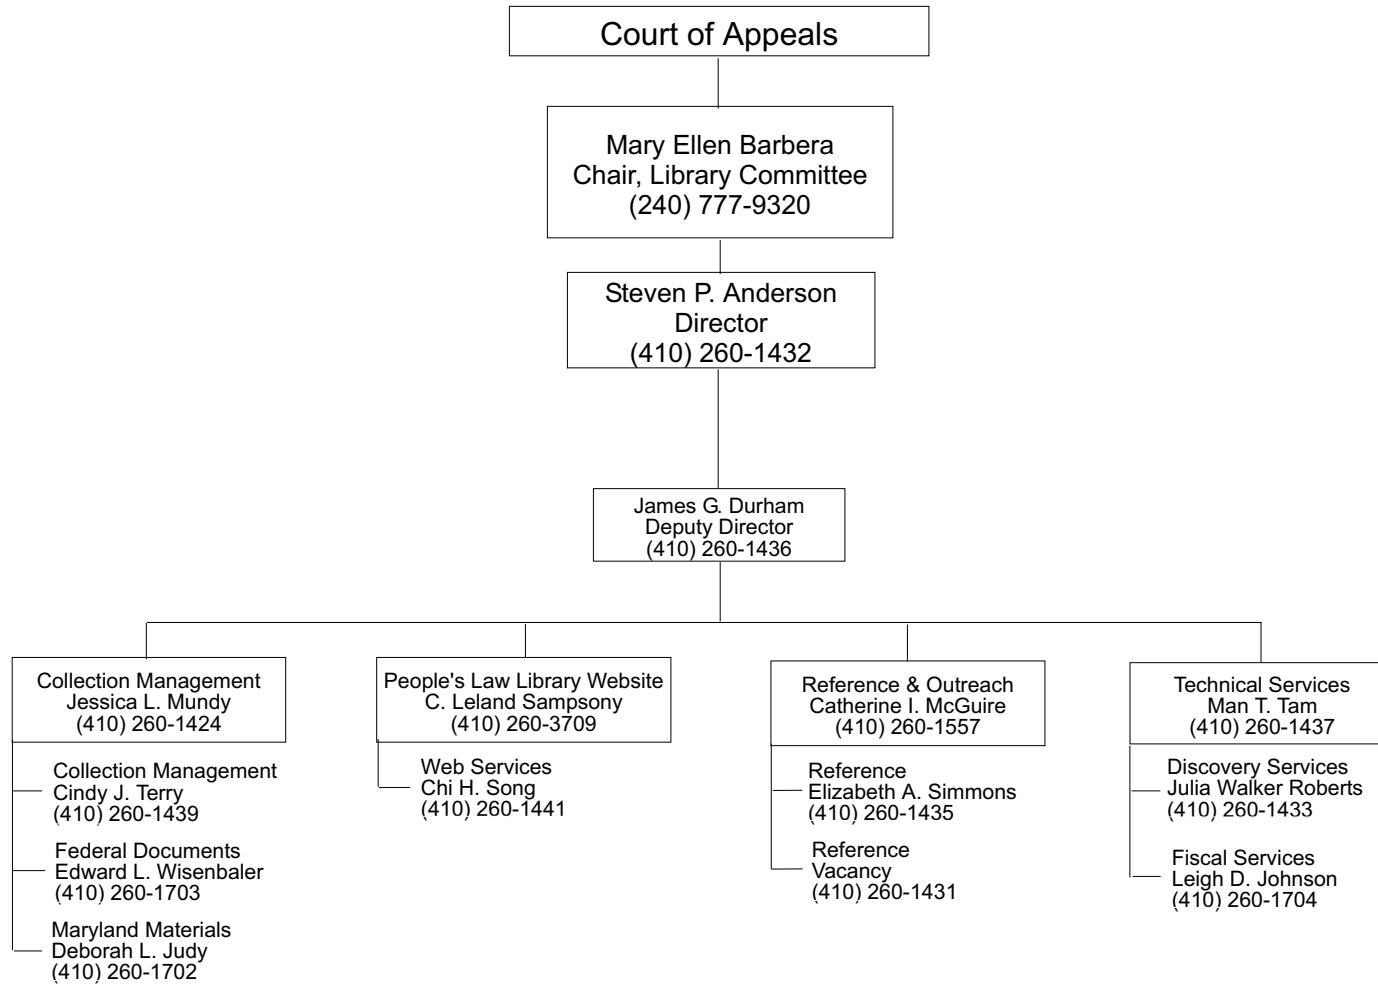 Court of Appeals
Mary Ellen Barbera
Chair, Library Committee
(240) 777-9320
Steven P. Anderson
Director
(410) 260-1432
James G. Durham
Deputy Director
(410) 260-1436
Collection Management
Jessica L. Mundy
(410) 260-1424
Collection Management
Cindy J. Terry
(410) 260-1439
Federal Documents
Edward L. Wisenbaler
(410) 260-1703
Maryland Materials
Deborah L. Judy
(410) 260-1702
People's Law Library Website
C. Leland Sampsony
(410) 260-3709
Web Services
Chi H. Song
(410) 260-1441
Reference & Outreach
Catherine I. McGuire
(410) 260-1557
Reference
Elizabeth A. Simmons
(410) 260-1435
Reference
Vacancy
(410) 260-1431
Technical Services
Man T. Tam
(410) 260-1437
Discovery Services
Julia Walker Roberts
(410) 260-1433
Fiscal Services
Leigh D. Johnson
(410) 260-1704